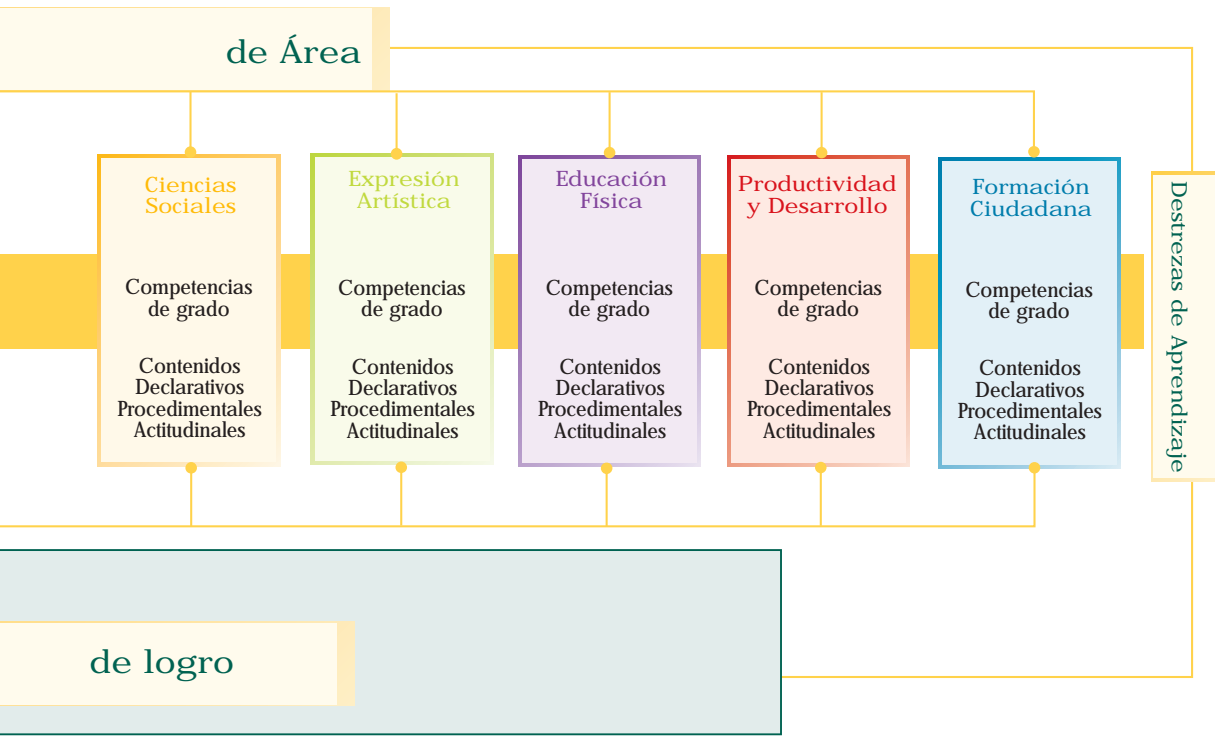 de Área
Ciencias
Sociales
Competencias
de grado
Contenidos
Declarativos
Procedimentales
Actitudinales
Expresión
Artística
Competencias
de grado
Contenidos
Declarativos
Procedimentales
Actitudinales
Educación
Física
Competencias
de grado
Contenidos
Declarativos
Procedimentales
Actitudinales
Productividad
y Desarrollo
Competencias
de grado
Contenidos
Declarativos
Procedimentales
Actitudinales
Formación
Ciudadana
Competencias
de grado
Contenidos
Declarativos
Procedimentales
Actitudinales
Destrezas de Aprendizaje
de logro